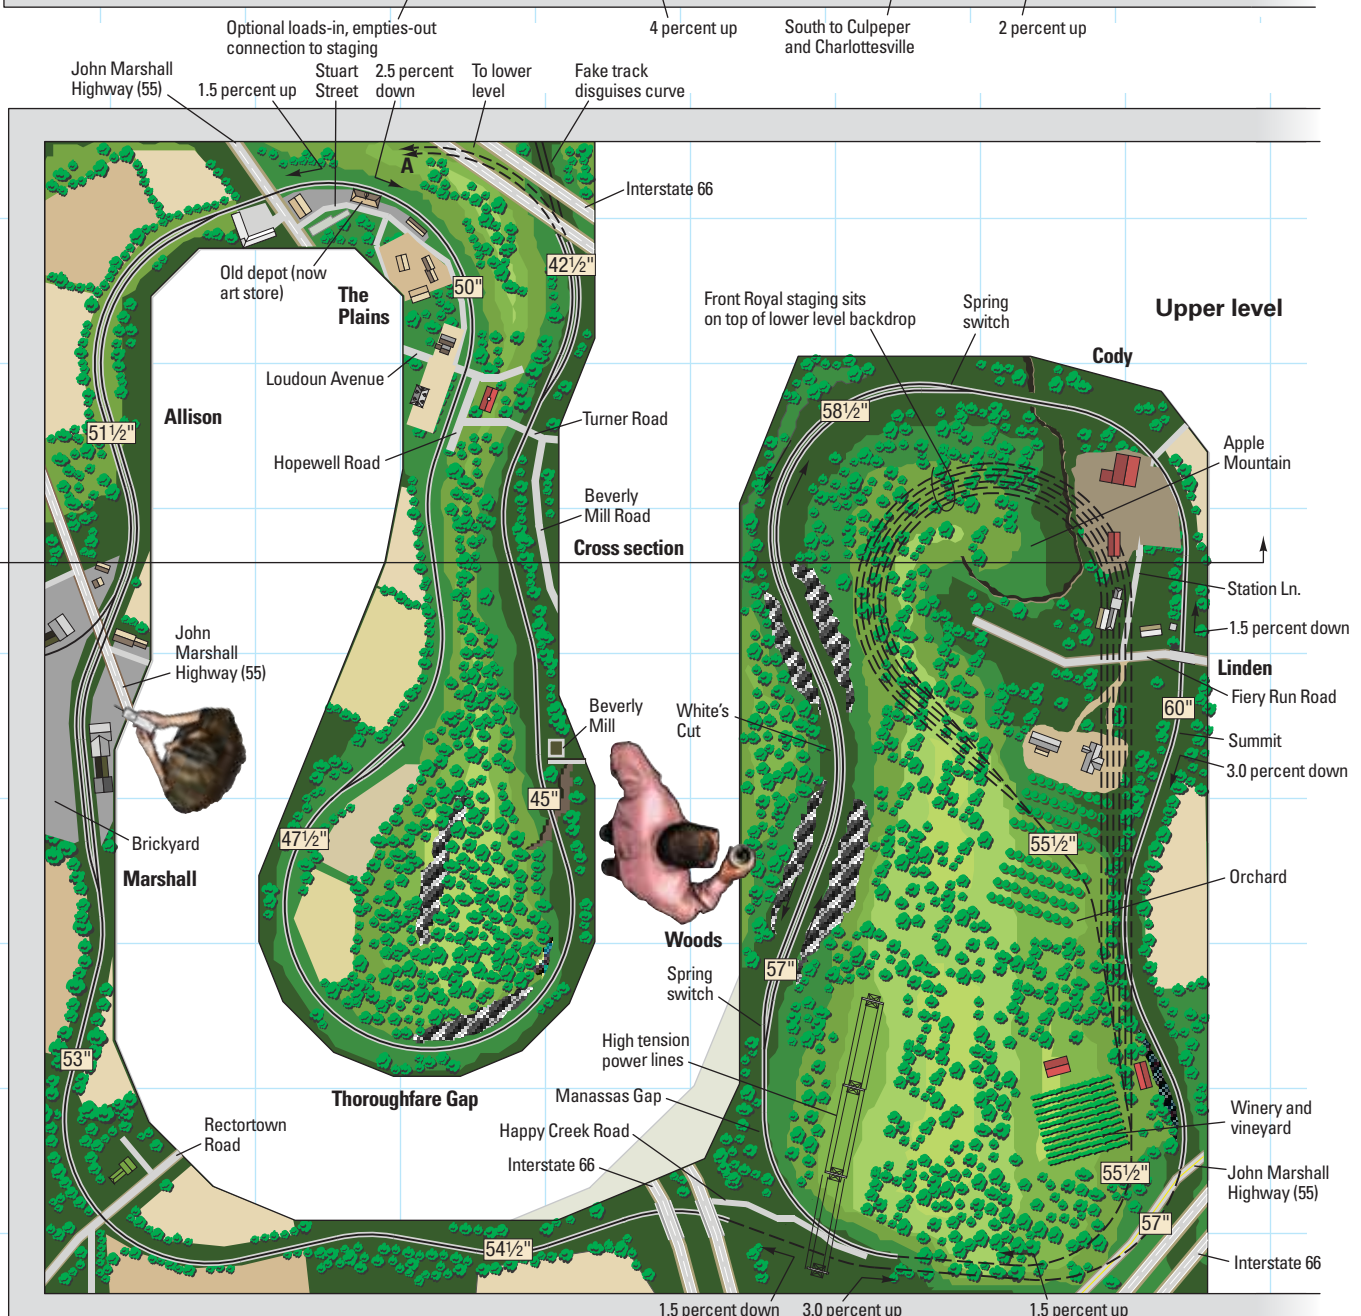 Optional loads-in, empties-out
connection to staging
4 percent up
South to Culpeper
and Charlottesville
2 percent up
John Marshall
Highway (55)
1.5 percent up
Stuart
Street
2.5 percent
down
To lower
level
Fake track
disguises curve
A
Interstate 66
Old depot (now
art store)
The
Plains
50"
42½"
Front Royal staging sits
on top of lower level backdrop
Spring
switch
Upper level
Cody
Loudoun Avenue
Allison
51½"
58½"
Turner Road
Hopewell Road
Apple
Mountain
Beverly
Mill Road
Cross section
Station Ln.
1.5 percent down
John
Marshall
Highway (55)
Linden
Fiery Run Road
Beverly
Mill
White's
Cut
60"
Summit
3.0 percent down
45"
47½"
Brickyard
55½"
Marshall
Orchard
Woods
57"
Spring
switch
High tension
power lines
53"
Thoroughfare Gap
Manassas Gap
Rectortown
Road
Happy Creek Road
Winery and
vineyard
Interstate 66
55½"
John Marshall
Highway (55)
57"
54½"
Interstate 66
1.5 percent down
3.0 percent up
1.5 percent up